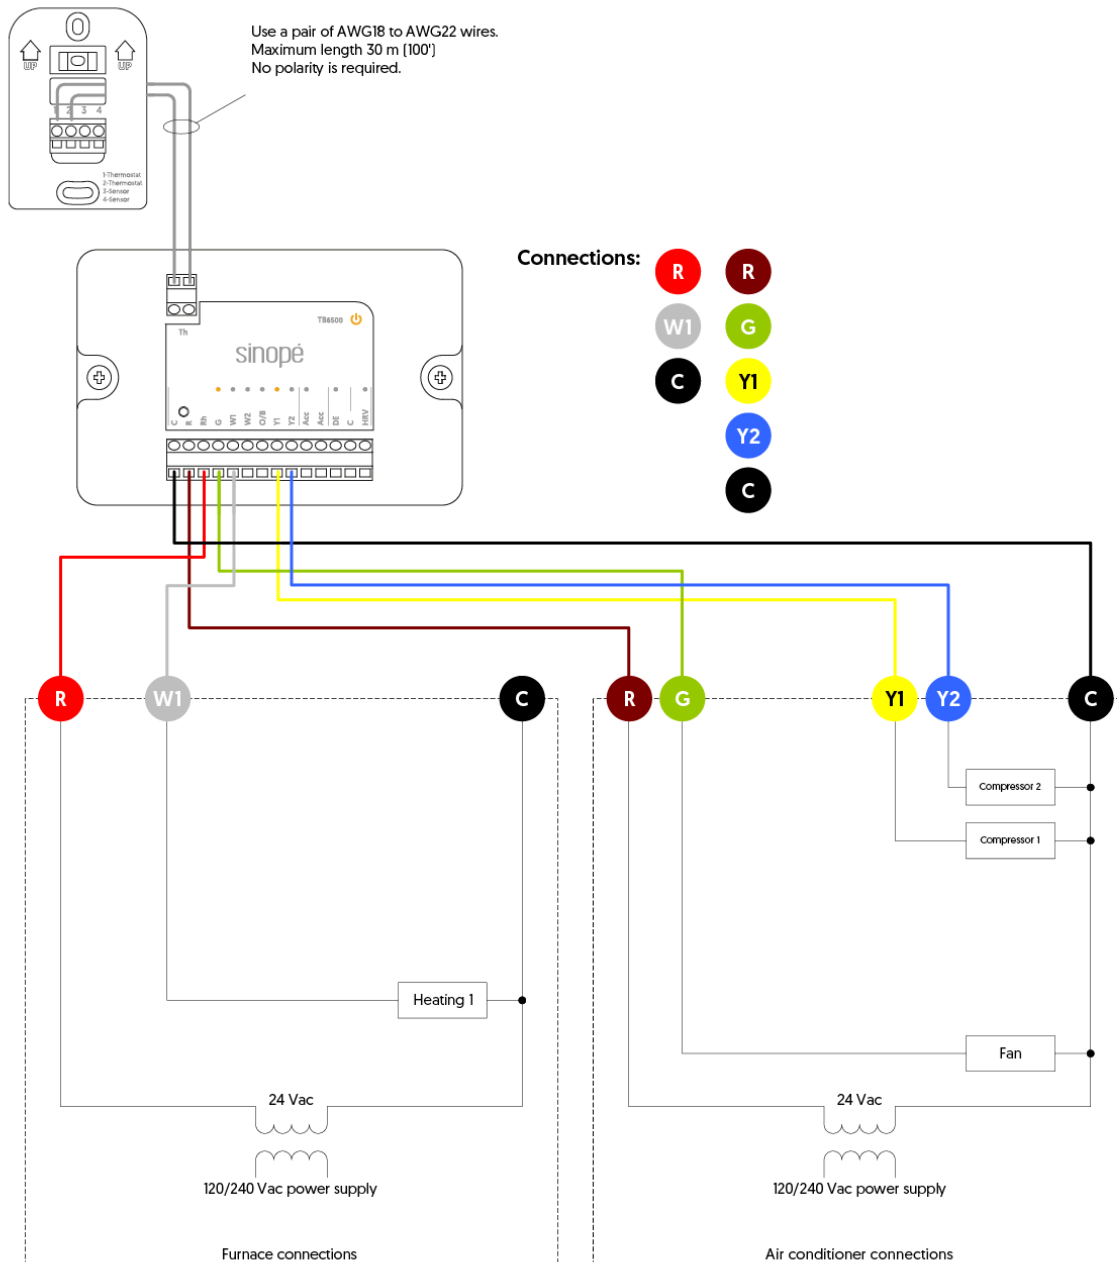 Use a pair of AWG18 to AWG22 wires.
Maximum length 30 m (100')
No polarity is required.
UP
UP
1 2 3 4
1-Thermostat
2-Thermostat
3-Sensor
4-Sensor
Connections:
R
R
W1
G
C
Y1
Y2
C
Th
TB6500
sinopé
C
R
Rh
G
W1
W2
O/B
Y1
Y2
Acc
Acc
DE
C
HRV
R
W1
C
R
G
Y1
Y2
C
Compressor 2
Compressor 1
Heating 1
Fan
24 Vac
24 Vac
120/240 Vac power supply
120/240 Vac power supply
Furnace connections
Air conditioner connections